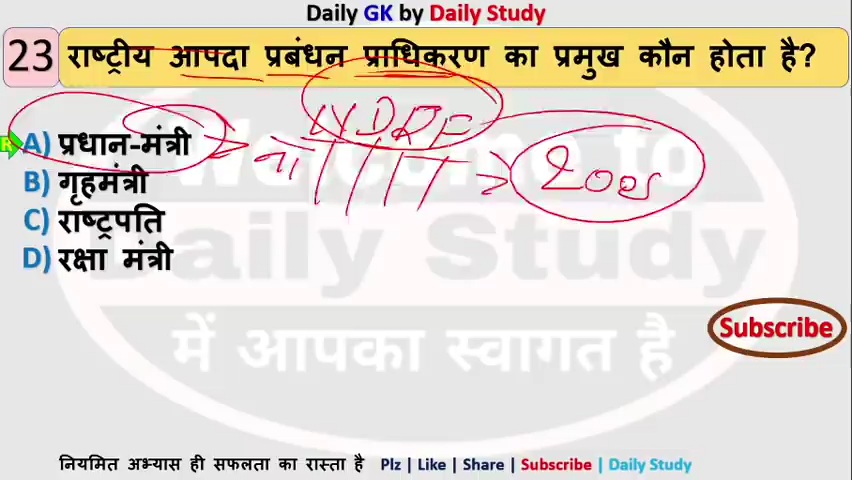 Daily GK by Daily Study
23 राष्ट्रीय आपदा प्रबंधन प्राधिकरण का प्रमुख कौन होता है?
NDRF
A) प्रधान-मंत्री
2005
B) गृहमंत्री
C) राष्ट्रपति
D) रक्षा मंत्री
Welcome to
Daily Study
में आपका स्वागत है
Subscribe
नियमित अभ्यास ही सफलता का रास्ता है Plz | Like | Share | Subscribe | Daily Study